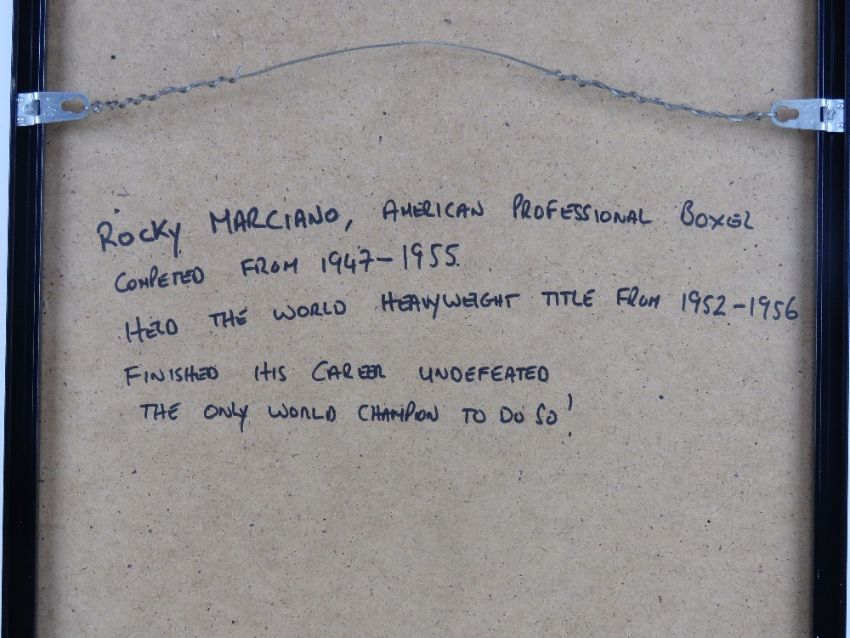 ROCKY MARCIANO, AMERICAN PROFESSIONAL BOXER
COMPETED FROM 1947-1955.
HELD THE WORLD HEAVYWEIGHT TITLE FROM 1952-1956
FINISHED HIS CAREER UNDEFEATED
THE ONLY WORLD CHAMPION TO DO SO!